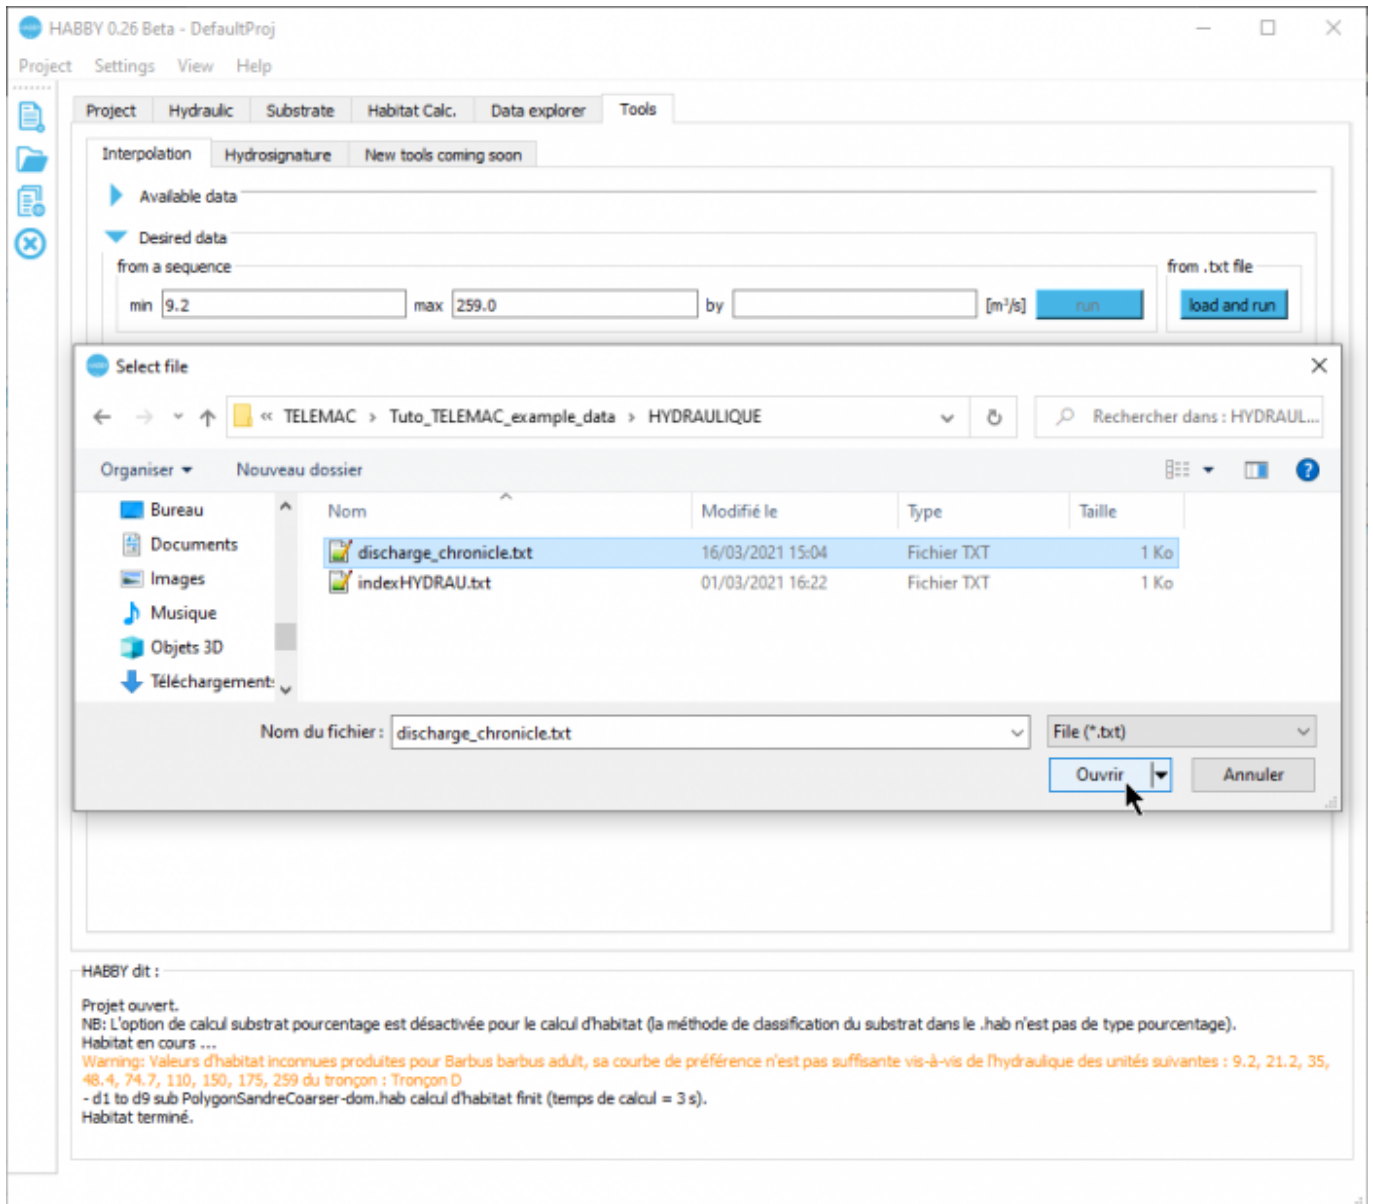 HABBY 0.26 Beta - DefaultProj
Project Settings View Help
Project Hydraulic Substrate Habitat Calc. Data explorer Tools
Interpolation Hydrosignature New tools coming soon
Available data
Desired data
from a sequence from .txt file
min 9.2 max 259.0 by [m³/s] run load and run
Select file
« TELEMAC > Tuto_TELEMAC_example_data > HYDRAULIQUE Rechercher dans : HYDRAUL...
Organiser Nouveau dossier
Bureau Nom Modifié le Type Taille
Documents discharge_chronicle.txt 16/03/2021 15:04 Fichier TXT 1 Ko
Images indexHYDRAU.txt 01/03/2021 16:22 Fichier TXT 1 Ko
Musique
Objets 3D
Téléchargement
Nom du fichier : discharge_chronicle.txt File (*.txt)
Ouvrir Annuler
HABBY dit :
Projet ouvert.
NB: L'option de calcul substrat pourcentage est désactivée pour le calcul d'habitat (la méthode de classification du substrat dans le .hab n'est pas de type pourcentage).
Habitat en cours ...
Warning: Valeurs d'habitat inconnues produites pour Barbus barbus adult, sa courbe de préférence n'est pas suffisante vis-à-vis de l'hydraulique des unités suivantes : 9.2, 21.2, 35,
48.4, 74.7, 110, 150, 175, 259 du tronçon : Tronçon D
- d1 to d9 sub PolygonSandreCoarser-dom.hab calcul d'habitat finit (temps de calcul = 3 s).
Habitat terminé.